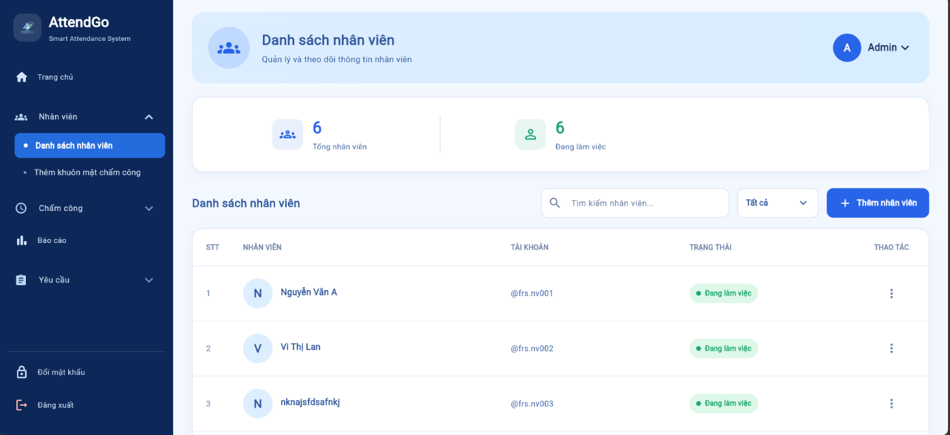 AttendGo
Smart Attendance System
Trang chủ
Nhân viên
Danh sách nhân viên
Thêm khuôn mặt chấm công
Chấm công
Báo cáo
Yêu cầu
Đổi mật khẩu
Đăng xuất
Danh sách nhân viên
Quản lý và theo dõi thông tin nhân viên
A Admin
6
Tổng nhân viên
6
Đang làm việc
Danh sách nhân viên
Tìm kiếm nhân viên...
Tất cả
+ Thêm nhân viên
STT NHÂN VIÊN TÀI KHOẢN TRẠNG THÁI THAO TÁC
1 N Nguyễn Văn A @frs.nv001 Đang làm việc
2 V Vi Thị Lan @frs.nv002 Đang làm việc
3 N nknajsfdsafnkj @frs.nv003 Đang làm việc